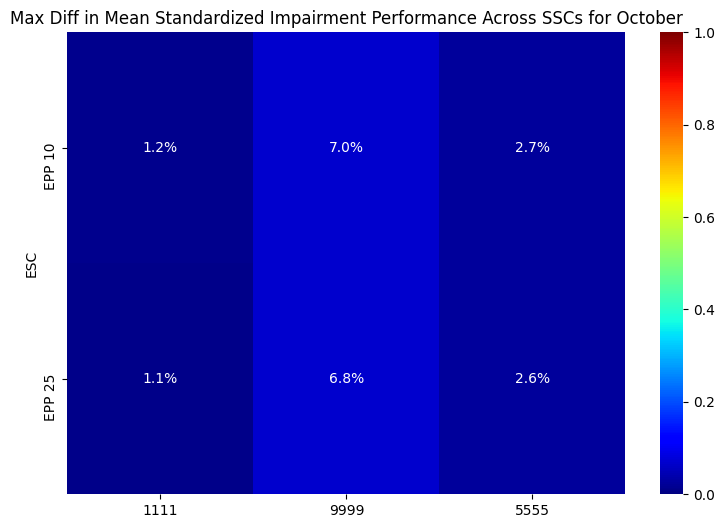 Max Diff in Mean Standardized Impairment Performance Across SSCs for October
1.0
0.8
0.6
0.4
0.2
0.0
ESC
EPP 10
1.2% 7.0% 2.7%
EPP 25
1.1% 6.8% 2.6%
1111 9999 5555